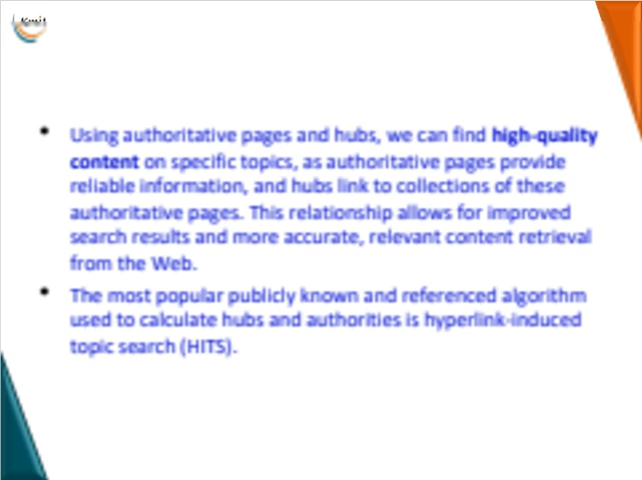 • Using authoritative pages and hubs, we can find high-quality
content on specific topics, as authoritative pages provide
reliable information, and hubs link to collections of these
authoritative pages. This relationship allows for improved
search results and more accurate, relevant content retrieval
from the Web.
• The most popular publicly known and referenced algorithm
used to calculate hubs and authorities is hyperlink-induced
topic search (HITS).